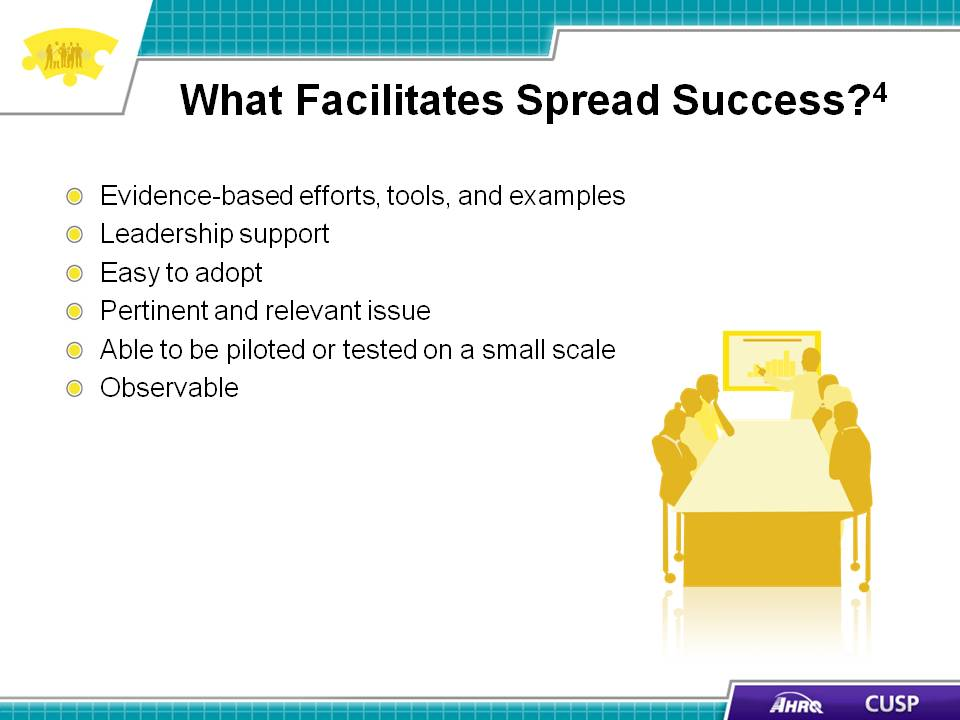 What Facilitates Spread Success?4
Evidence-based efforts, tools, and examples
Leadership support
Easy to adopt
Pertinent and relevant issue
Able to be piloted or tested on a small scale
Observable
AHRQ CUSP